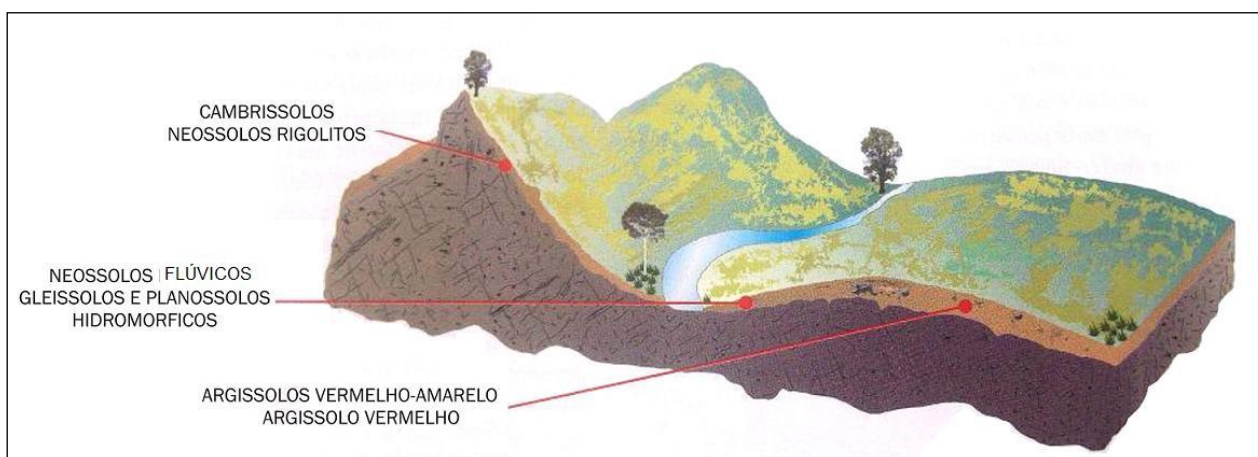 CAMBRISSOLOS
NEOSSOLOS RIGOLITOS
NEOSSOLOS FLÚVICOS
GLEISSOLOS E PLANOSSOLOS
HIDROMORFICOS
ARGISSOLOS VERMELHO-AMARELO
ARGISSOLO VERMELHO